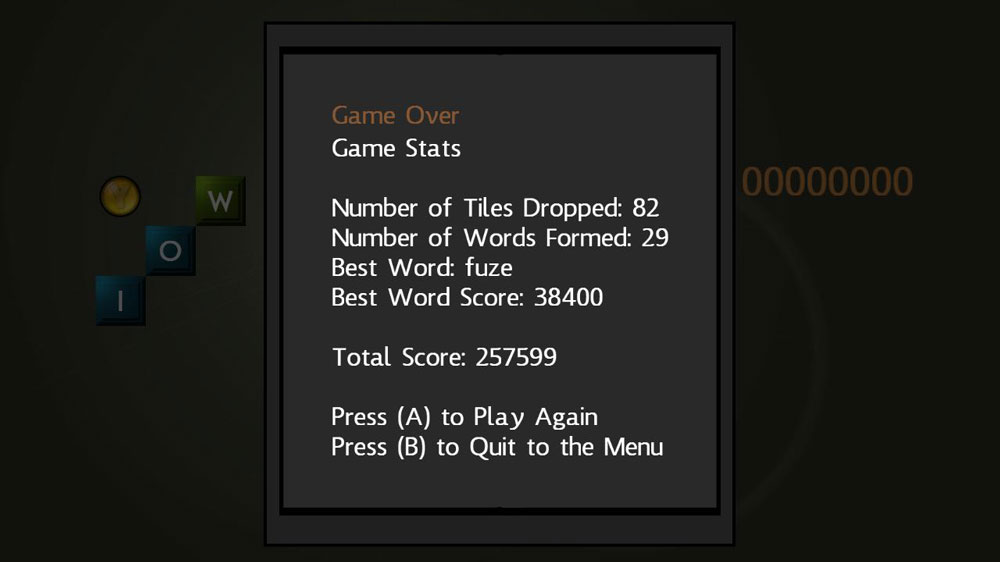 Game Over
Game Stats
Number of Tiles Dropped: 82
Number of Words Formed: 29
Best Word: fuze
Best Word Score: 38400
Total Score: 257599
Press (A) to Play Again
Press (B) to Quit to the Menu
Y
W
O
I
00000000